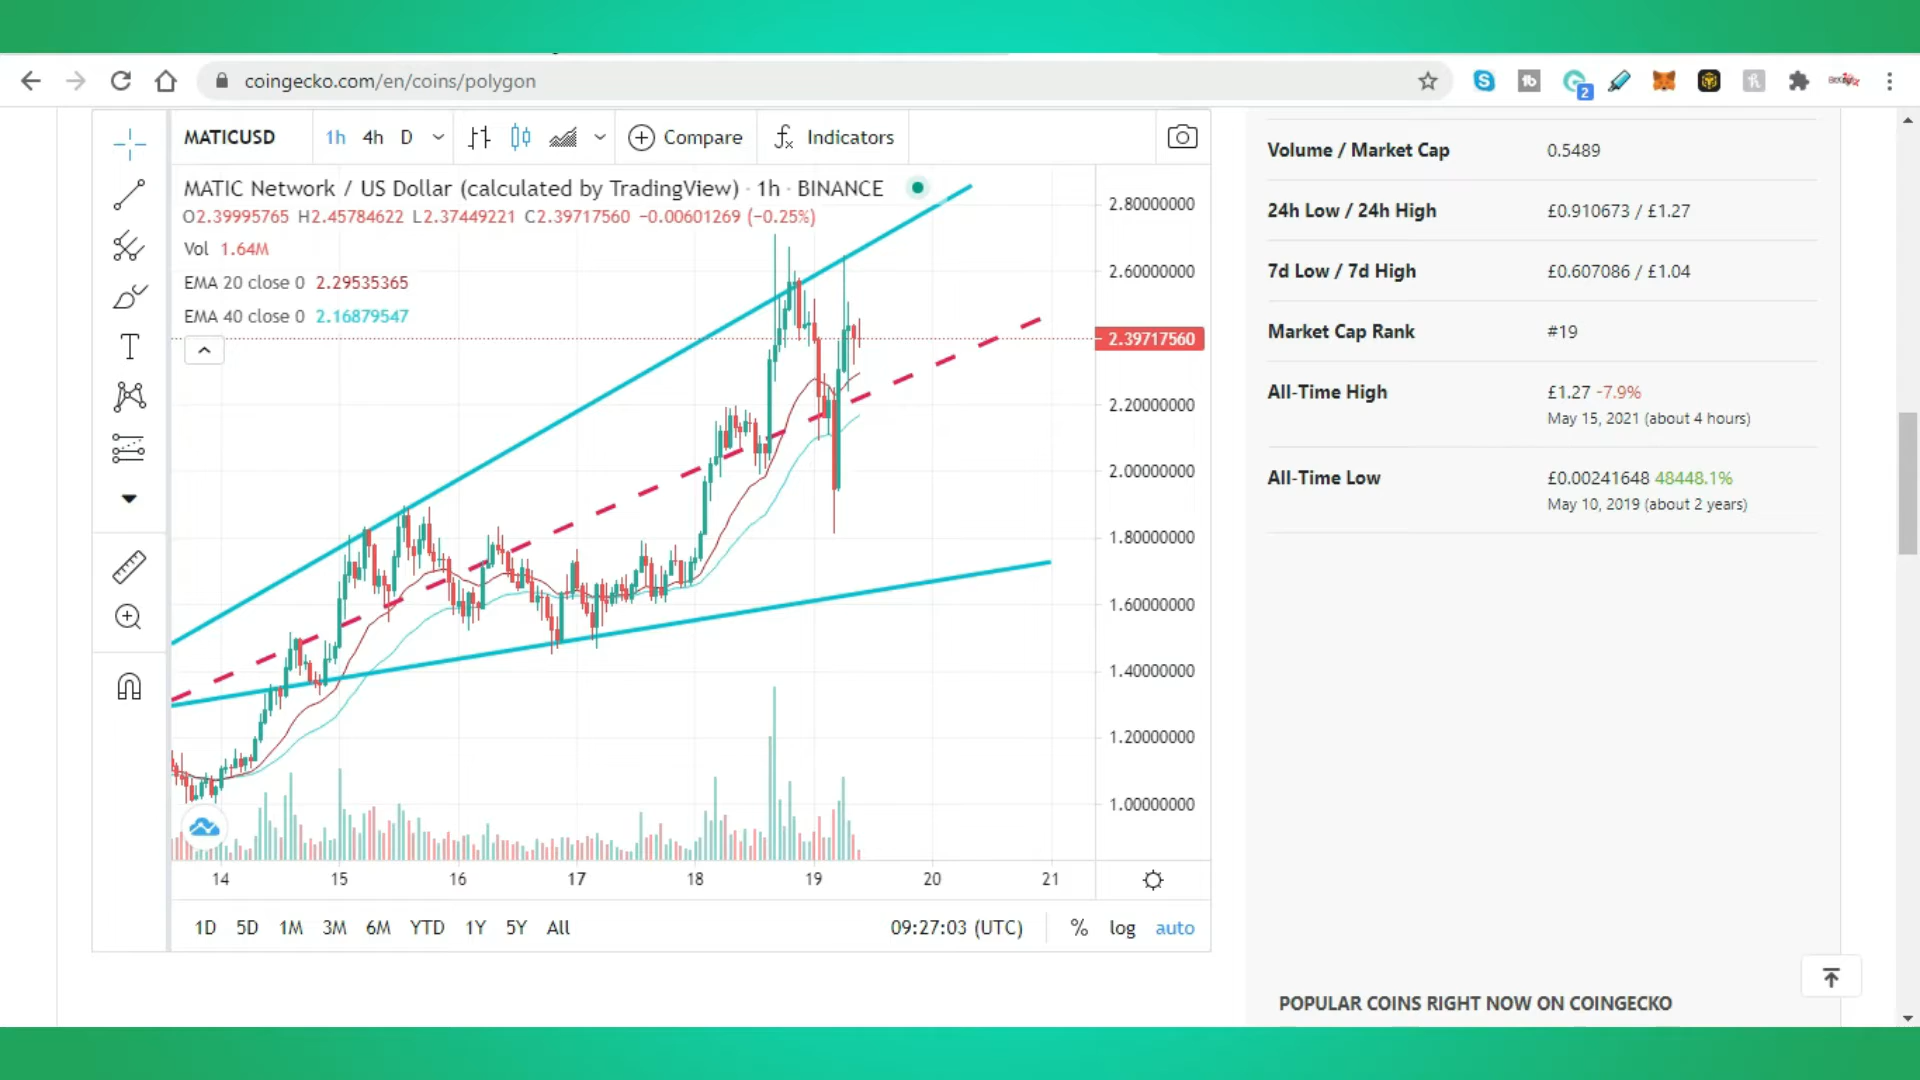 coingecko.com/en/coins/polygon
2
MATICUSD 1h 4h D Compare Indicators
MATIC Network / US Dollar (calculated by TradingView) · 1h · BINANCE
O2.39995765 H2.45784622 L2.37449221 C2.39717560 −0.00601269 (−0.25%)
Vol 1.64M
EMA 20 close 0 2.29535365
EMA 40 close 0 2.16879547
2.80000000
2.60000000
2.39717560
2.20000000
2.00000000
1.80000000
1.60000000
1.40000000
1.20000000
1.00000000
14 15 16 17 18 19 20 21
1D 5D 1M 3M 6M YTD 1Y 5Y All 09:27:03 (UTC) % log auto
Volume / Market Cap 0.5489
24h Low / 24h High £0.910673 / £1.27
7d Low / 7d High £0.607086 / £1.04
Market Cap Rank #19
All-Time High £1.27 -7.9%
May 15, 2021 (about 4 hours)
All-Time Low £0.00241648 48448.1%
May 10, 2019 (about 2 years)
POPULAR COINS RIGHT NOW ON COINGECKO